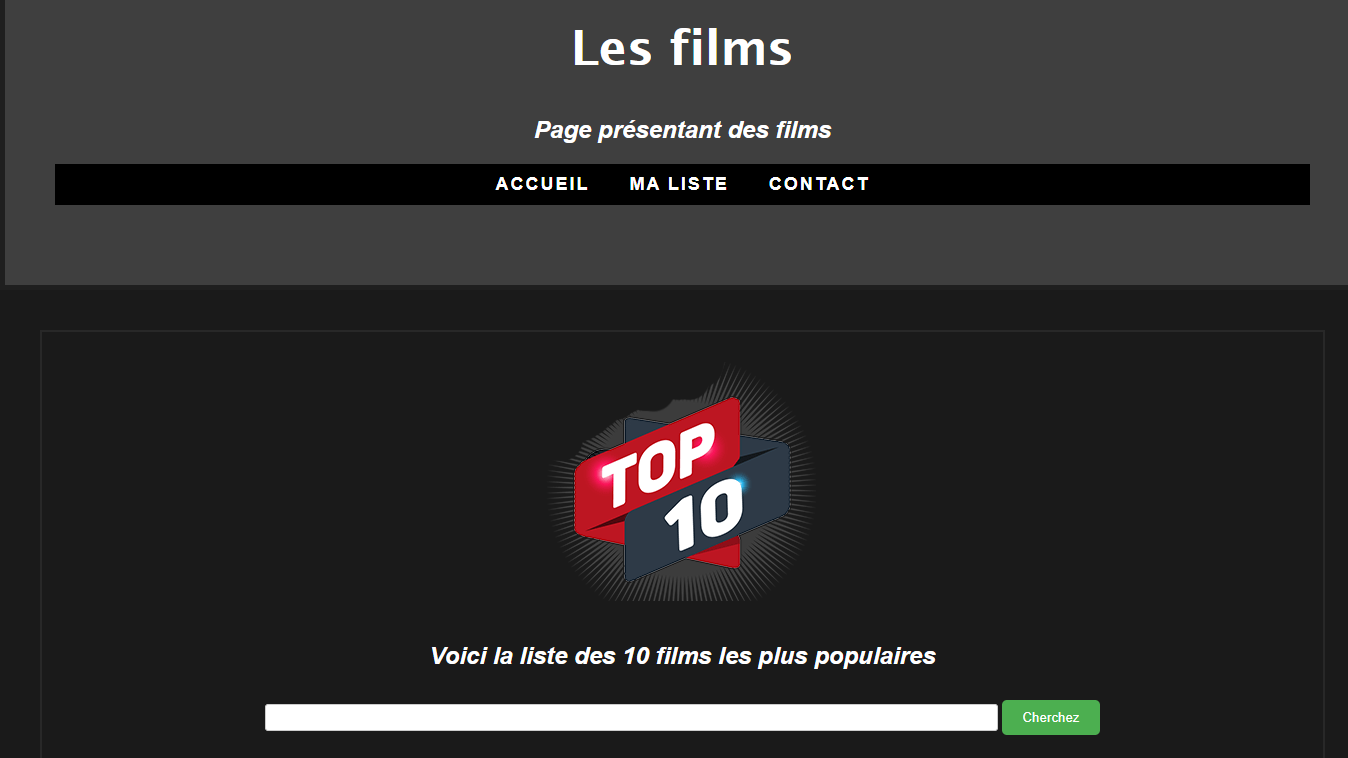 Les films
Page présentant des films
ACCUEIL MA LISTE CONTACT
TOP
10
Voici la liste des 10 films les plus populaires
Cherchez